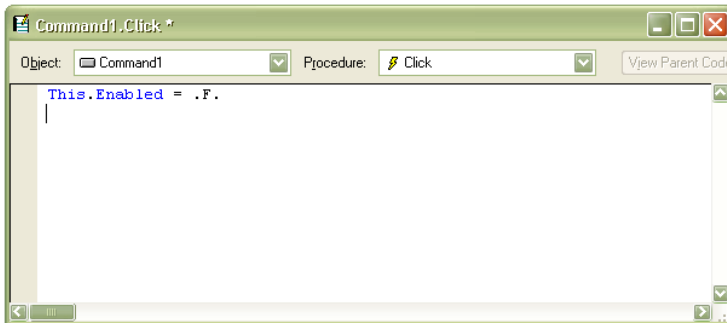 Command1.Click *
Object: Command1 Procedure: Click View Parent Code
This.Enabled = .F.